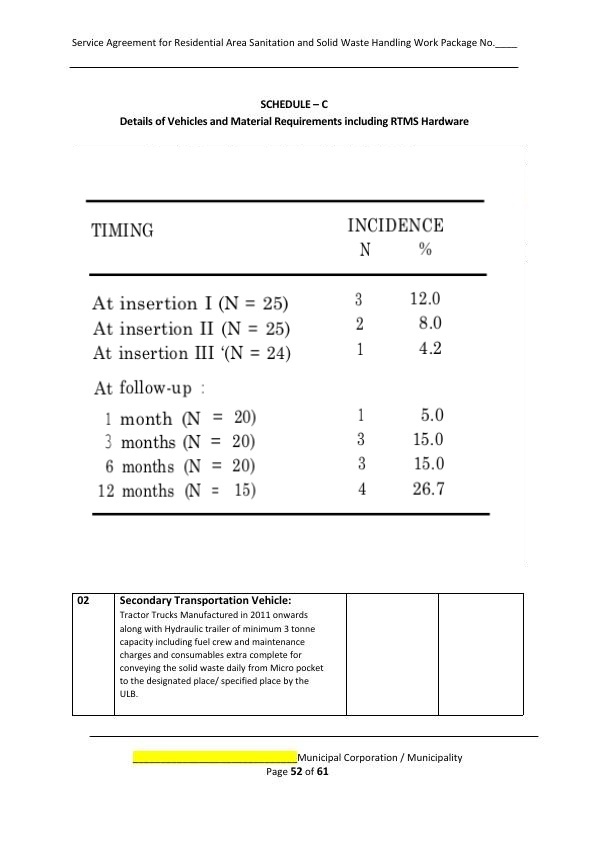 Service Agreement for Residential Area Sanitation and Solid Waste Handling Work Package No.____
SCHEDULE – C
Details of Vehicles and Material Requirements including RTMS Hardware
TIMING INCIDENCE
N %
At insertion I (N = 25) 3 12.0
At insertion II (N = 25) 2 8.0
At insertion III ‘(N = 24) 1 4.2
At follow-up :
1 month (N = 20) 1 5.0
3 months (N = 20) 3 15.0
6 months (N = 20) 3 15.0
12 months (N = 15) 4 26.7
02 Secondary Transportation Vehicle:
Tractor Trucks Manufactured in 2011 onwards
along with Hydraulic trailer of minimum 3 tonne
capacity including fuel crew and maintenance
charges and consumables extra complete for
conveying the solid waste daily from Micro pocket
to the designated place/ specified place by the
ULB.
____________________________Municipal Corporation / Municipality
Page 52 of 61